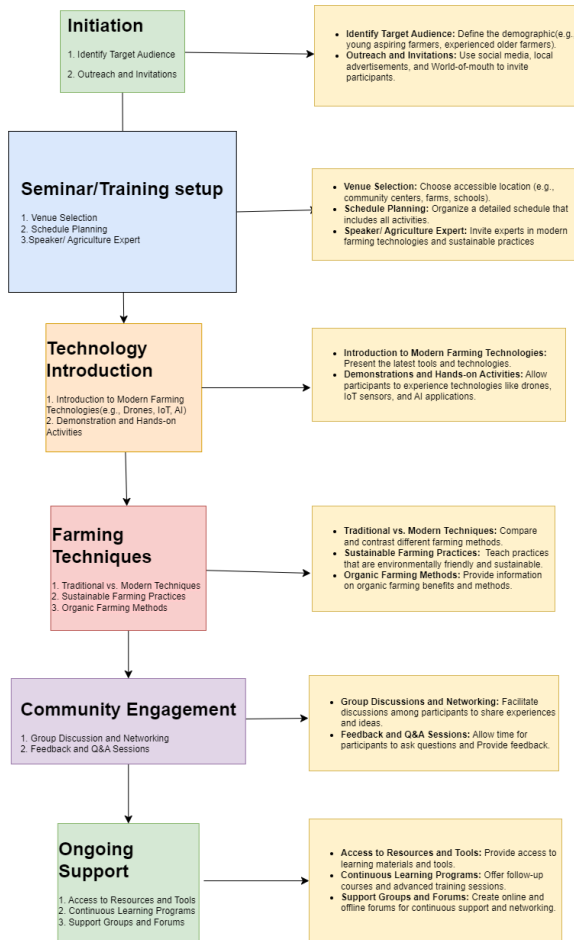 Initiation
1. Identify Target Audience
2. Outreach and Invitations
• Identify Target Audience: Define the demographic(e.g.,
young aspiring farmers, experienced older farmers).
• Outreach and Invitations: Use social media, local
advertisements, and World-of-mouth to invite
participants.
Seminar/Training setup
1. Venue Selection
2. Schedule Planning
3.Speaker/ Agriculture Expert
• Venue Selection: Choose accessible location (e.g.,
community centers, farms, schools).
• Schedule Planning: Organize a detailed schedule that
includes all activities.
• Speaker/ Agriculture Expert: Invite experts in modern
farming technologies and sustainable practices
Technology
Introduction
1. Introduction to Modern Farming
Technologies(e.g., Drones, IoT, AI)
2. Demonstration and Hands-on
Activities
• Introduction to Modern Farming Technologies:
Present the latest tools and technologies.
• Demonstrations and Hands-on Activities: Allow
participants to experience technologies like drones,
IoT sensors, and AI applications.
Farming
Techniques
1. Traditional vs. Modern Techniques
2. Sustainable Farming Practices
3. Organic Farming Methods
• Traditional vs. Modern Techniques: Compare
and contrast different farming methods.
• Sustainable Farming Practices: Teach practices
that are environmentally friendly and sustainable.
• Organic Farming Methods: Provide information
on organic farming benefits and methods.
Community Engagement
1. Group Discussion and Networking
2. Feedback and Q&A Sessions
• Group Discussions and Networking: Facilitate
discussions among participants to share experiences
and ideas.
• Feedback and Q&A Sessions: Allow time for
participants to ask questions and Provide feedback.
Ongoing
Support
1. Access to Resources and Tools
2. Continuous Learning Programs
3. Support Groups and Forums
• Access to Resources and Tools: Provide access to
learning materials and tools.
• Continuous Learning Programs: Offer follow-up
courses and advanced training sessions.
• Support Groups and Forums: Create online and
offline forums for continuous support and networking.